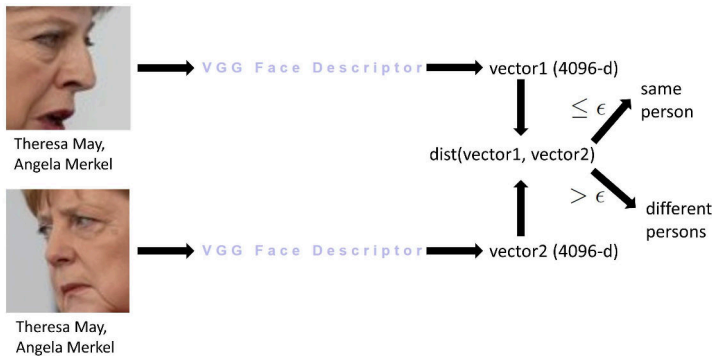 VGG Face Descriptor
vector1 (4096-d)
same
person
≤ ϵ
Theresa May,
Angela Merkel
dist(vector1, vector2)
> ϵ
different
persons
VGG Face Descriptor
vector2 (4096-d)
Theresa May,
Angela Merkel